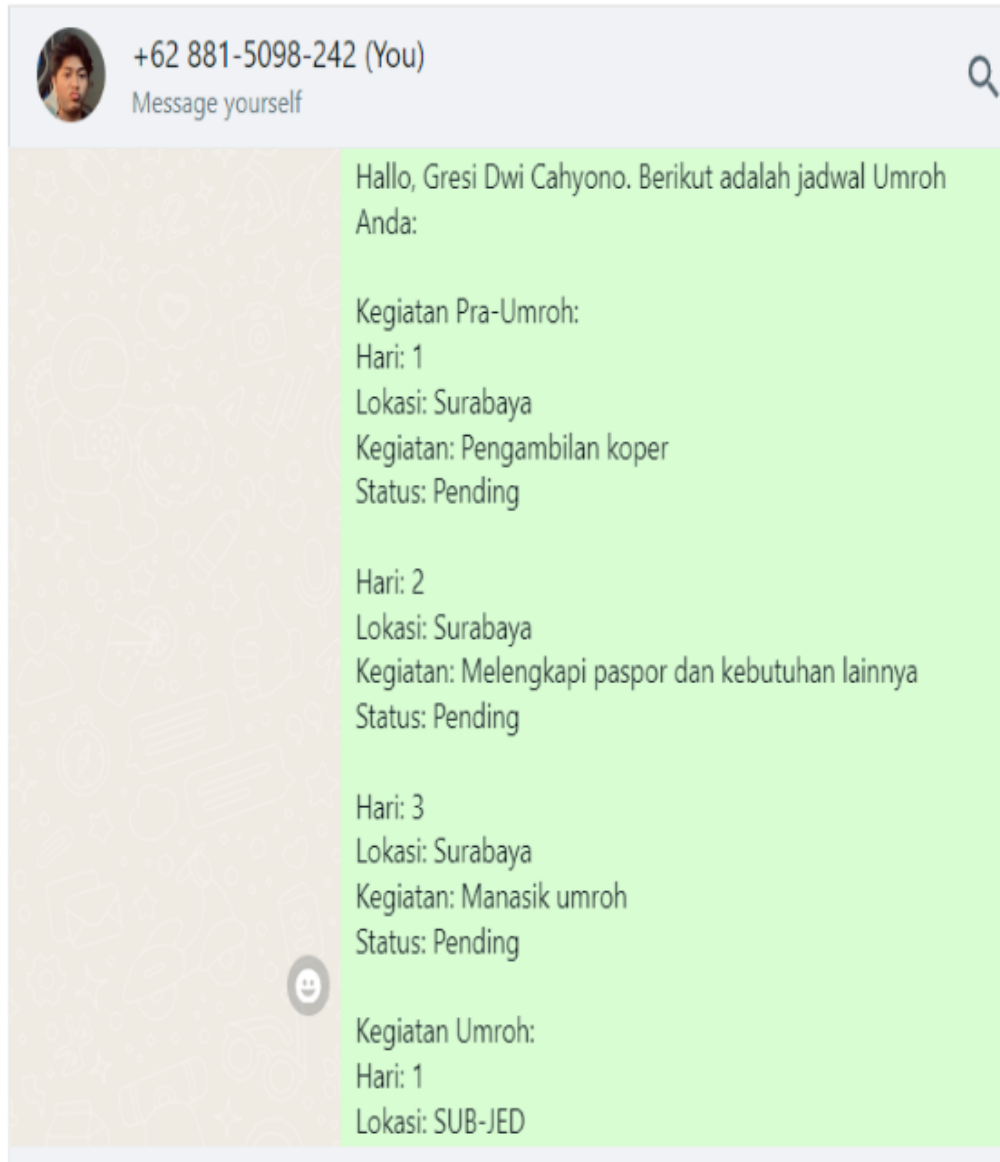 +62 881-5098-242 (You)
Message yourself
Hallo, Gresi Dwi Cahyono. Berikut adalah jadwal Umroh
Anda:
Kegiatan Pra-Umroh:
Hari: 1
Lokasi: Surabaya
Kegiatan: Pengambilan koper
Status: Pending
Hari: 2
Lokasi: Surabaya
Kegiatan: Melengkapi paspor dan kebutuhan lainnya
Status: Pending
Hari: 3
Lokasi: Surabaya
Kegiatan: Manasik umroh
Status: Pending
Kegiatan Umroh:
Hari: 1
Lokasi: SUB-JED